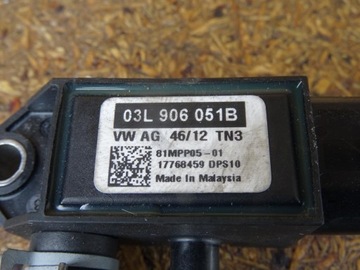 03L 906 051B
VW AG 46/12 TN3
81MPP05-01
17768459 DPS10
Made In Malaysia